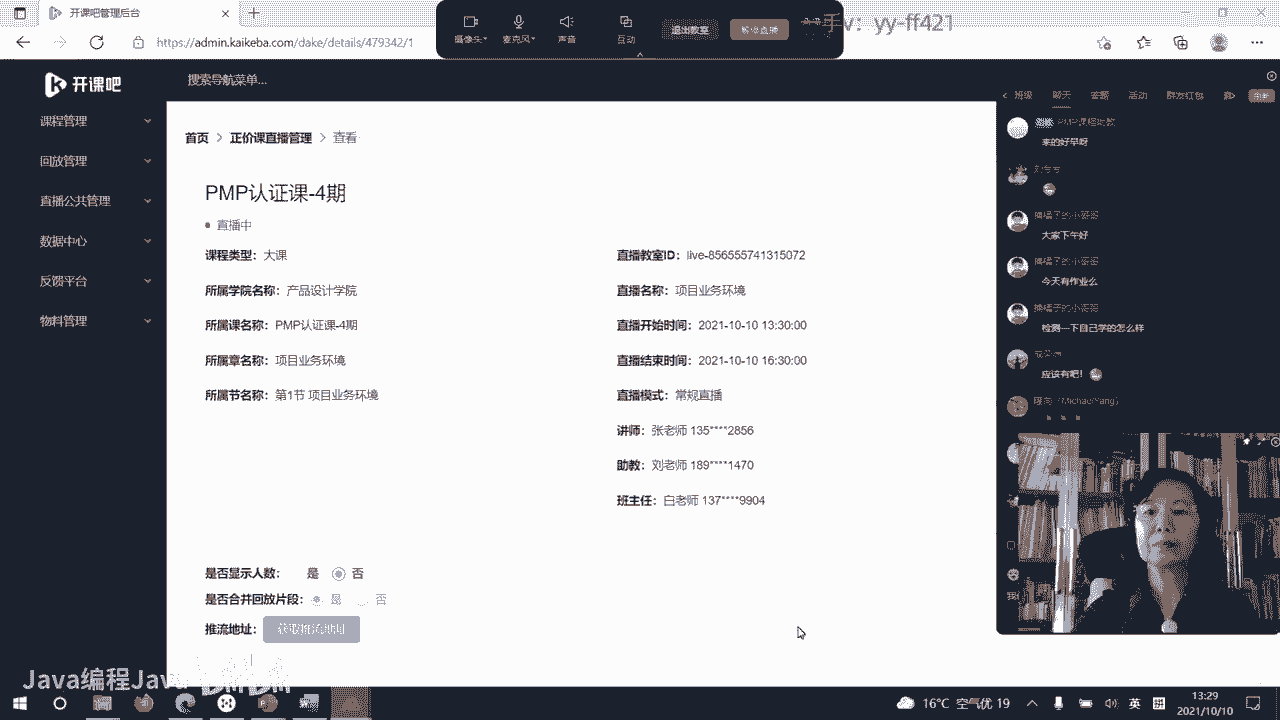 开课吧管理后台
https://admin.kaikeba.com/dake/details/479342/1
摄像头
麦克风
声音
互动
退出教室
v：yy-ff421
开课吧
搜索导航菜单...
课程管理
回放管理
直播公共管理
数据中心
反馈平台
物料管理
首页 > 正价课直播管理 > 查看
PMP认证课-4期
直播中
课程类型：大课
所属学院名称：产品设计学院
所属课名称：PMP认证课-4期
所属章名称：项目业务环境
所属节名称：第1节 项目业务环境
直播教室ID：live-856555741315072
直播名称：项目业务环境
直播开始时间：2021-10-10 13:30:00
直播结束时间：2021-10-10 16:30:00
直播模式：常规直播
讲师：张老师 135****2856
助教：刘老师 189****1470
班主任：白老师 137****9904
是否显示人数： 是 否
是否合并回放片段： 是 否
推流地址： 获取推流地址
班级 聊天 答题 活动 群发红包
来的好早呀
大家下午好
今天有作业么
检测一下自己学的怎么样
应该有吧！
Java编程Java
16°C 空气优 19
英
拼
13:29
2021/10/10